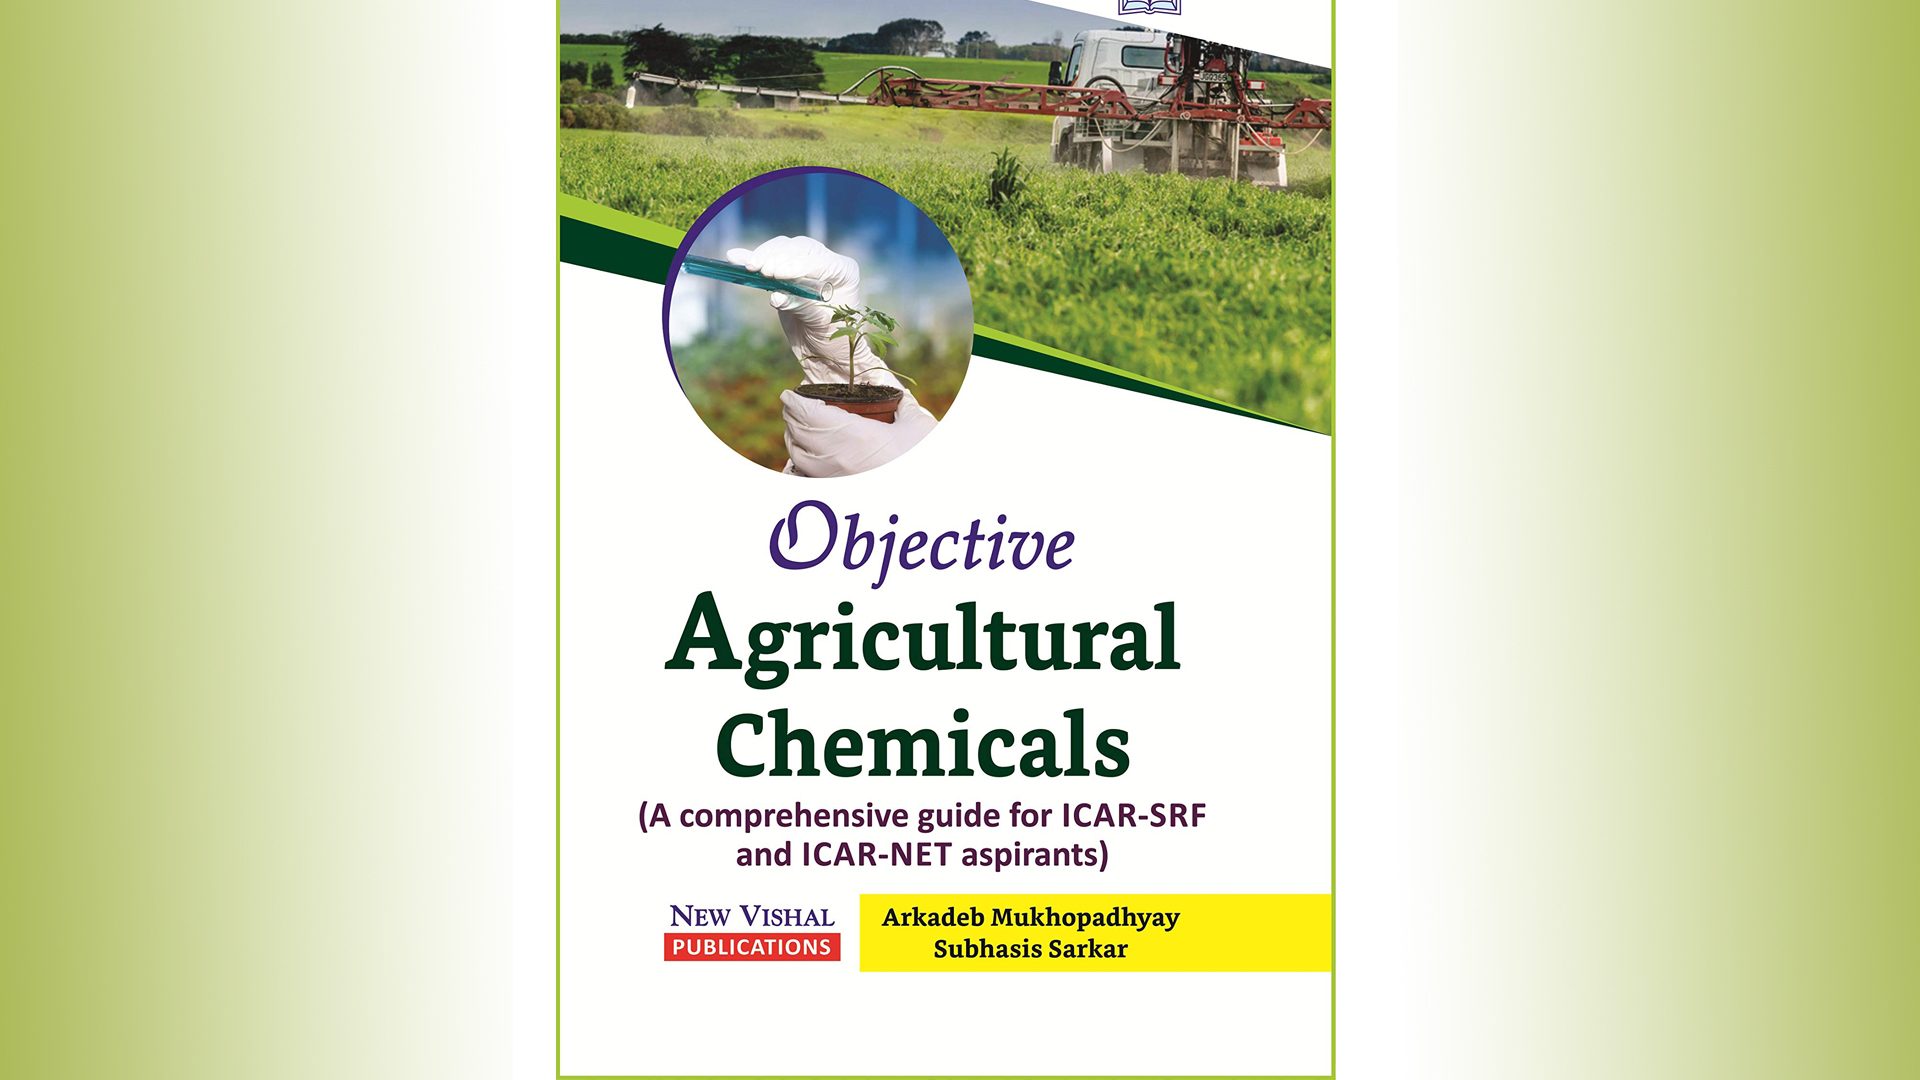 Objective
Agricultural
Chemicals
(A comprehensive guide for ICAR-SRF
and ICAR-NET aspirants)
NEW VISHAL
PUBLICATIONS
Arkadeb Mukhopadhyay
Subhasis Sarkar